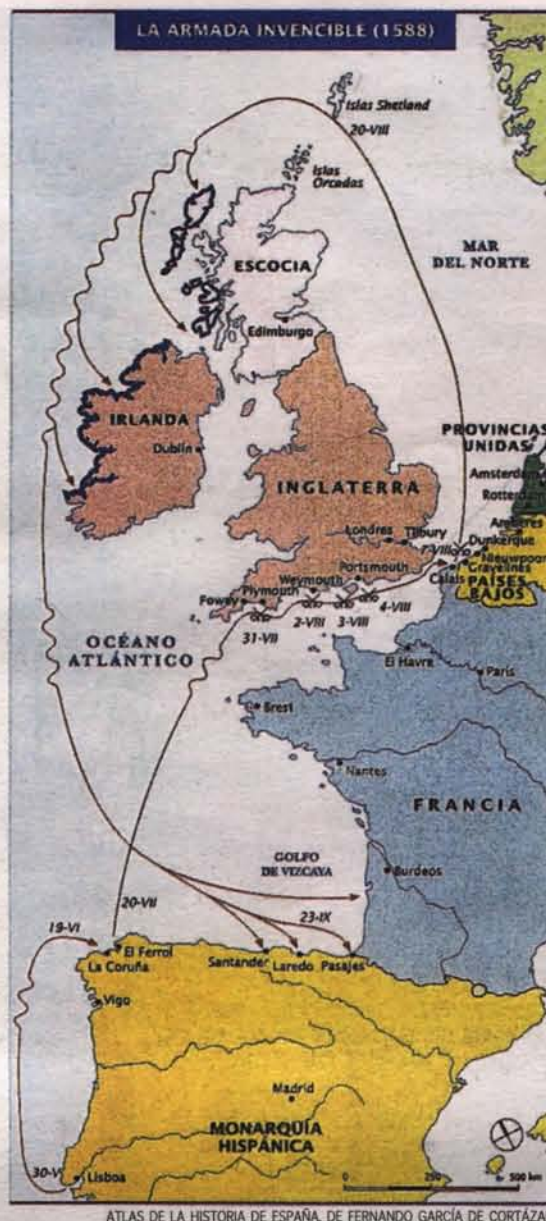 LA ARMADA INVENCIBLE (1588)
Islas Shetland
20-VIII
Islas
Orcadas
MAR
DEL NORTE
ESCOCIA
Edimburgo
IRLANDA
Dublín
PROVINCIAS
UNIDAS
Amsterdam
Rotterdam
INGLATERRA
Amberes
Londres
Tilbury
Dunkerque
Nieuwpoort
Gravelines
Calais
PAÍSES
BAJOS
Portsmouth
Weymouth
Plymouth
Fowey
4-VIII
3-VIII
2-VIII
31-VII
OCÉANO
ATLÁNTICO
El Havre
París
Brest
Nantes
FRANCIA
GOLFO
DE VIZCAYA
Burdeos
20-VII
23-IX
19-VI
El Ferrol
La Coruña
Santander
Laredo
Pasajes
Vigo
Madrid
MONARQUÍA
HISPÁNICA
30-V
Lisboa
0 250 500 km
ATLAS DE LA HISTORIA DE ESPAÑA, DE FERNANDO GARCÍA DE CORTÁZA